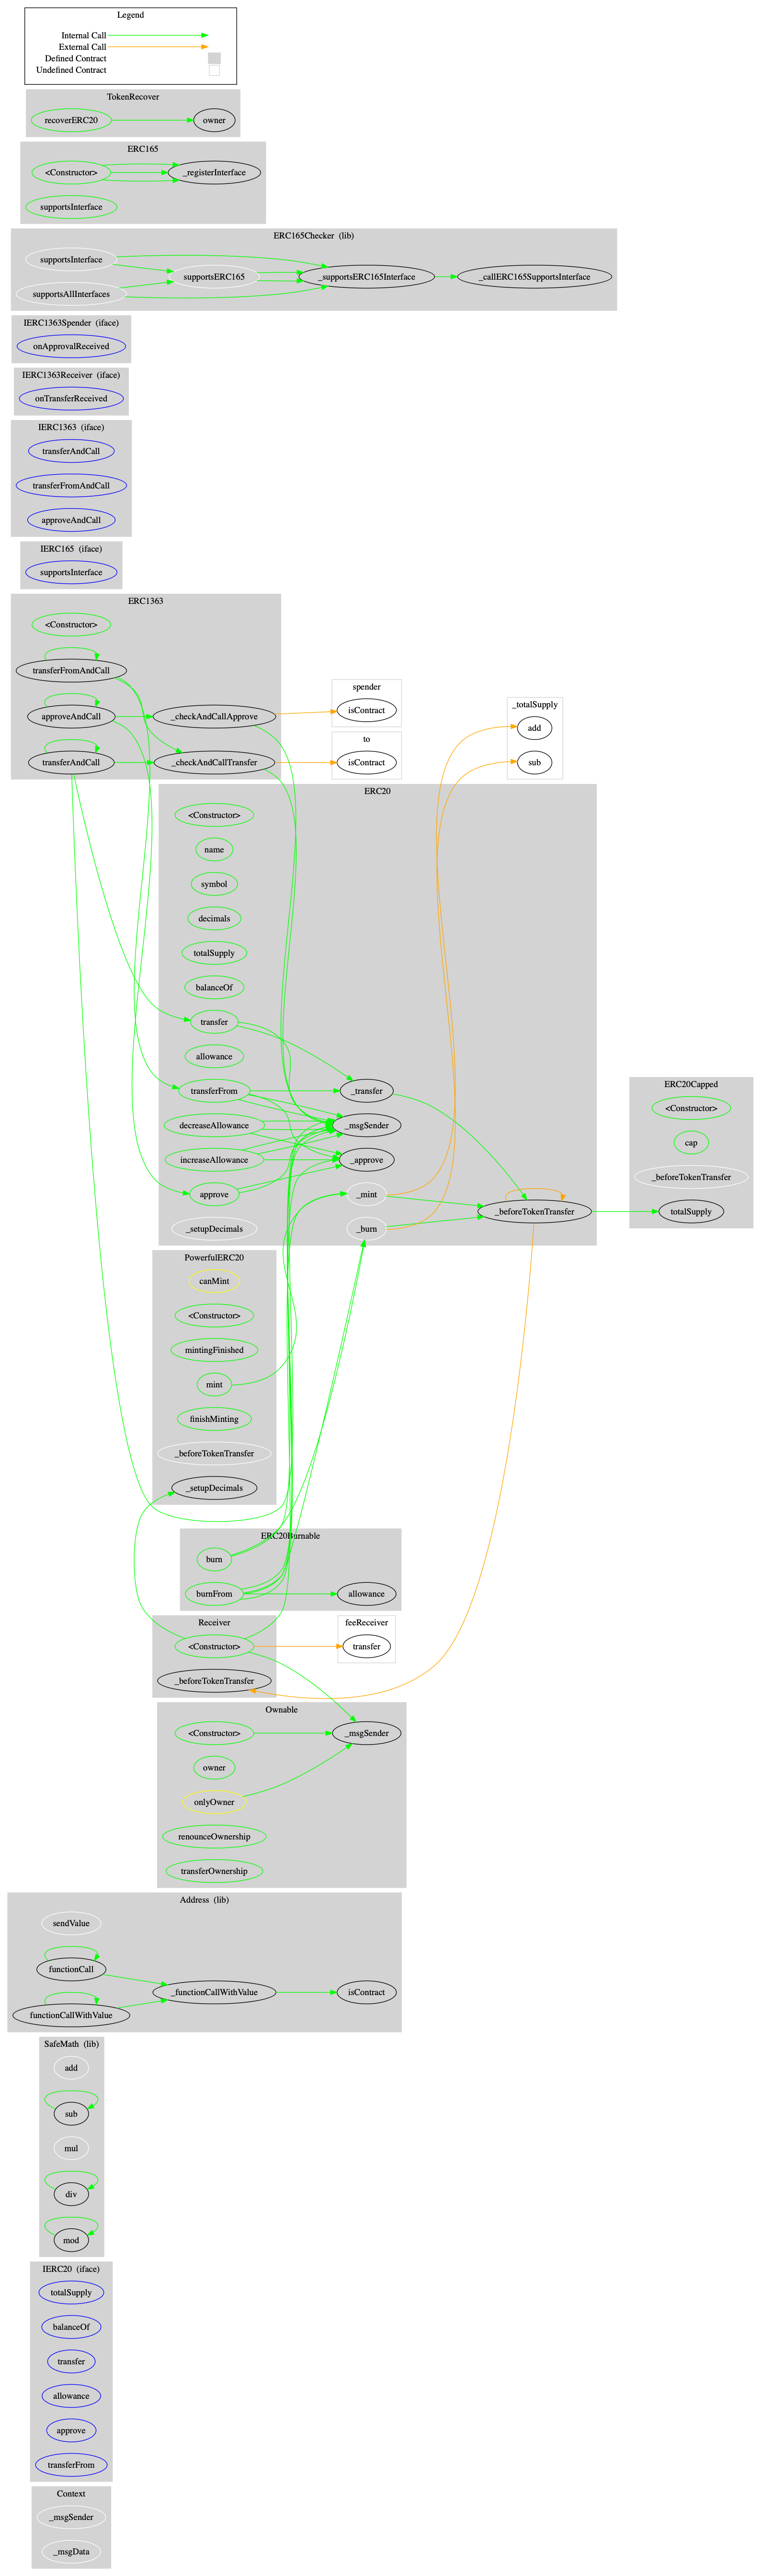 Legend
Internal Call
External Call
Defined Contract
Undefined Contract
TokenRecover
recoverERC20
owner
ERC165
<Constructor>
_registerInterface
supportsInterface
ERC165Checker (lib)
supportsInterface
supportsERC165
_supportsERC165Interface
_callERC165SupportsInterface
supportsAllInterfaces
IERC1363Spender (iface)
onApprovalReceived
IERC1363Receiver (iface)
onTransferReceived
IERC1363 (iface)
transferAndCall
transferFromAndCall
approveAndCall
IERC165 (iface)
supportsInterface
ERC1363
<Constructor>
transferFromAndCall
approveAndCall
_checkAndCallApprove
transferAndCall
_checkAndCallTransfer
spender
isContract
to
isContract
_totalSupply
add
sub
ERC20
<Constructor>
name
symbol
decimals
totalSupply
balanceOf
transfer
allowance
transferFrom
_transfer
decreaseAllowance
_msgSender
increaseAllowance
_approve
approve
_mint
_beforeTokenTransfer
_setupDecimals
_burn
ERC20Capped
<Constructor>
cap
_beforeTokenTransfer
totalSupply
PowerfulERC20
canMint
<Constructor>
mintingFinished
mint
finishMinting
_beforeTokenTransfer
_setupDecimals
ERC20Burnable
burn
burnFrom
allowance
Receiver
<Constructor>
_beforeTokenTransfer
feeReceiver
transfer
Ownable
<Constructor>
_msgSender
owner
onlyOwner
renounceOwnership
transferOwnership
Address (lib)
sendValue
functionCall
_functionCallWithValue
isContract
functionCallWithValue
SafeMath (lib)
add
sub
mul
div
mod
IERC20 (iface)
totalSupply
balanceOf
transfer
allowance
approve
transferFrom
Context
_msgSender
_msgData